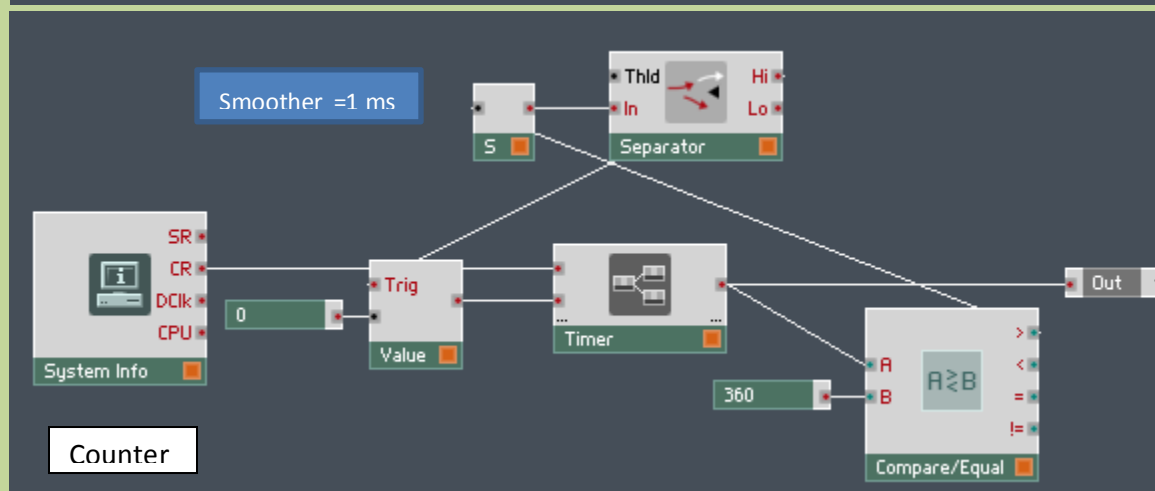 Smoother =1 ms
Thld
Hi
In
Lo
S
Separator
SR
CR
DClk
CPU
System Info
0
Trig
Value
...
...
Timer
Out
360
A
B
A≷B
>
<
=
!=
Compare/Equal
Counter